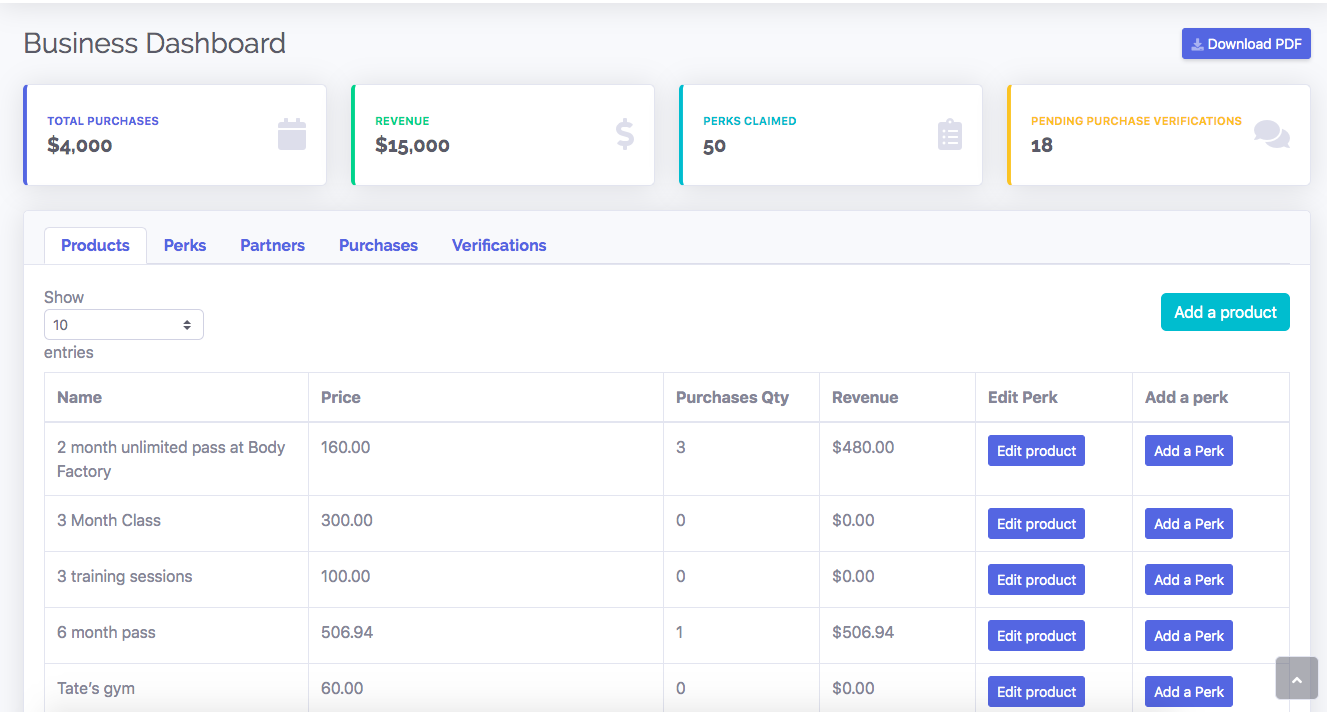 Business Dashboard
Download PDF
TOTAL PURCHASES
$4,000
REVENUE
$15,000
PERKS CLAIMED
50
PENDING PURCHASE VERIFICATIONS
18
Products Perks Partners Purchases Verifications
Show
10
entries
Add a product
Name Price Purchases Qty Revenue Edit Perk Add a perk
2 month unlimited pass at Body 160.00 3 $480.00 Edit product Add a Perk
Factory
3 Month Class 300.00 0 $0.00 Edit product Add a Perk
3 training sessions 100.00 0 $0.00 Edit product Add a Perk
6 month pass 506.94 1 $506.94 Edit product Add a Perk
Tate’s gym 60.00 0 $0.00 Edit product Add a Perk